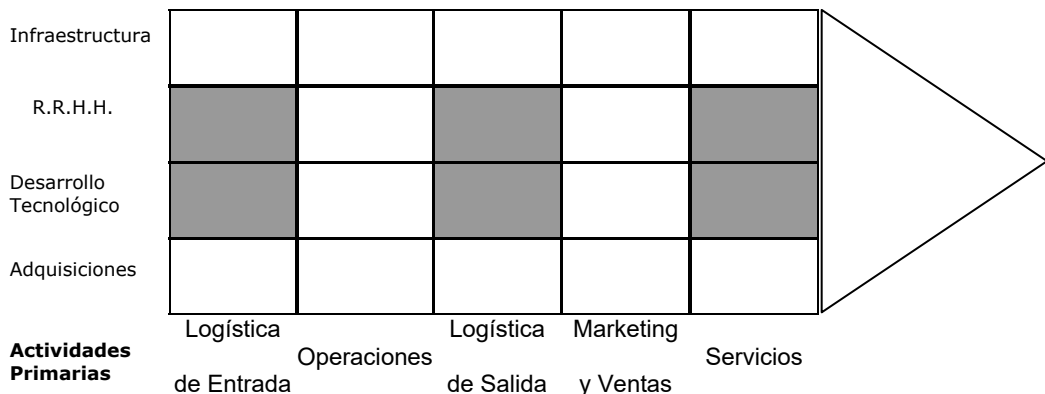 Infraestructura
R.R.H.H.
Desarrollo
Tecnológico
Adquisiciones
Actividades
Primarias
Logística
de Entrada
Operaciones
Logística
de Salida
Marketing
y Ventas
Servicios